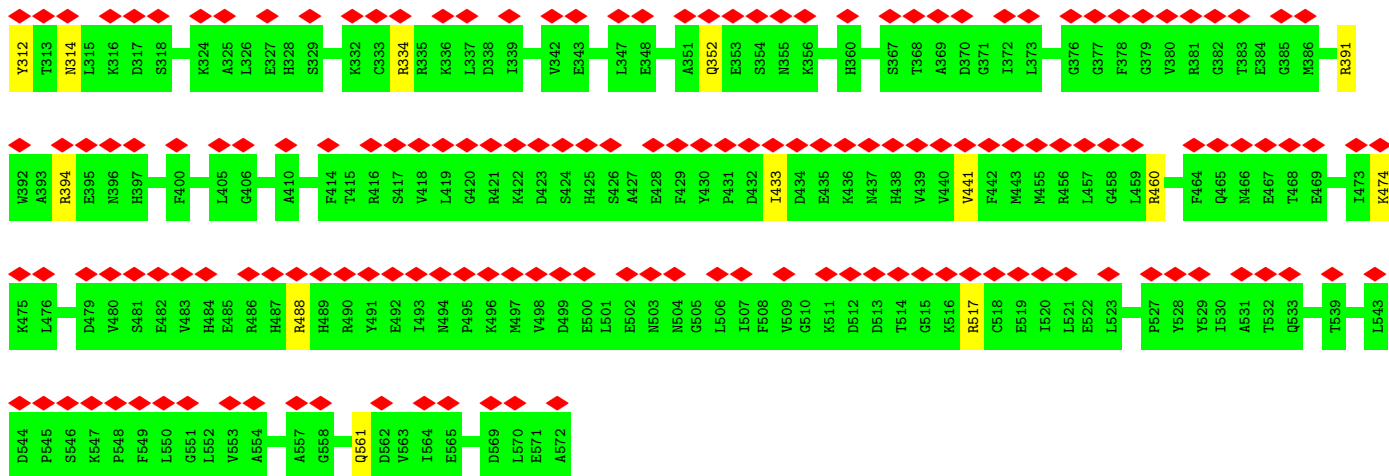 Y312 T313 N314 L315 K316 D317 S318 K324 A325 L326 E327 H328 S329 K332 C333 R334 R335 K336 L337 D338 I339 V342 E343 L347 E348 A351 Q352 E353 S354 N355 K356 H360 S367 T368 A369 D370 G371 I372 L373 G376 G377 F378 G379 V380 R381 G382 T383 E384 G385 M386 R391
W392 A393 R394 E395 N396 H397 F400 L405 G406 A410 F414 T415 R416 S417 V418 L419 G420 R421 K422 D423 S424 H425 S426 A427 E428 F429 Y430 P431 D432 I433 D434 E435 K436 N437 H438 V439 V440 V441 F442 M443 M455 R456 L457 G458 L459 R460 F464 Q465 N466 E467 T468 E469 I473 K474
K475 L476 D479 V480 S481 E482 V483 H484 E485 R486 H487 R488 H489 R490 Y491 E492 I493 N494 P495 K496 M497 V498 D499 E500 L501 E502 N503 N504 G505 L506 I507 F508 V509 G510 K511 D512 D513 T514 G515 K516 R517 C518 E519 I520 L521 E522 L523 P527 Y528 Y529 I530 A531 T532 Q533 T539 L543
D544 P545 S546 K547 P548 F549 L550 G551 L552 V553 A554 A557 G558 Q561 D562 V563 I564 E565 D569 L570 E571 A572